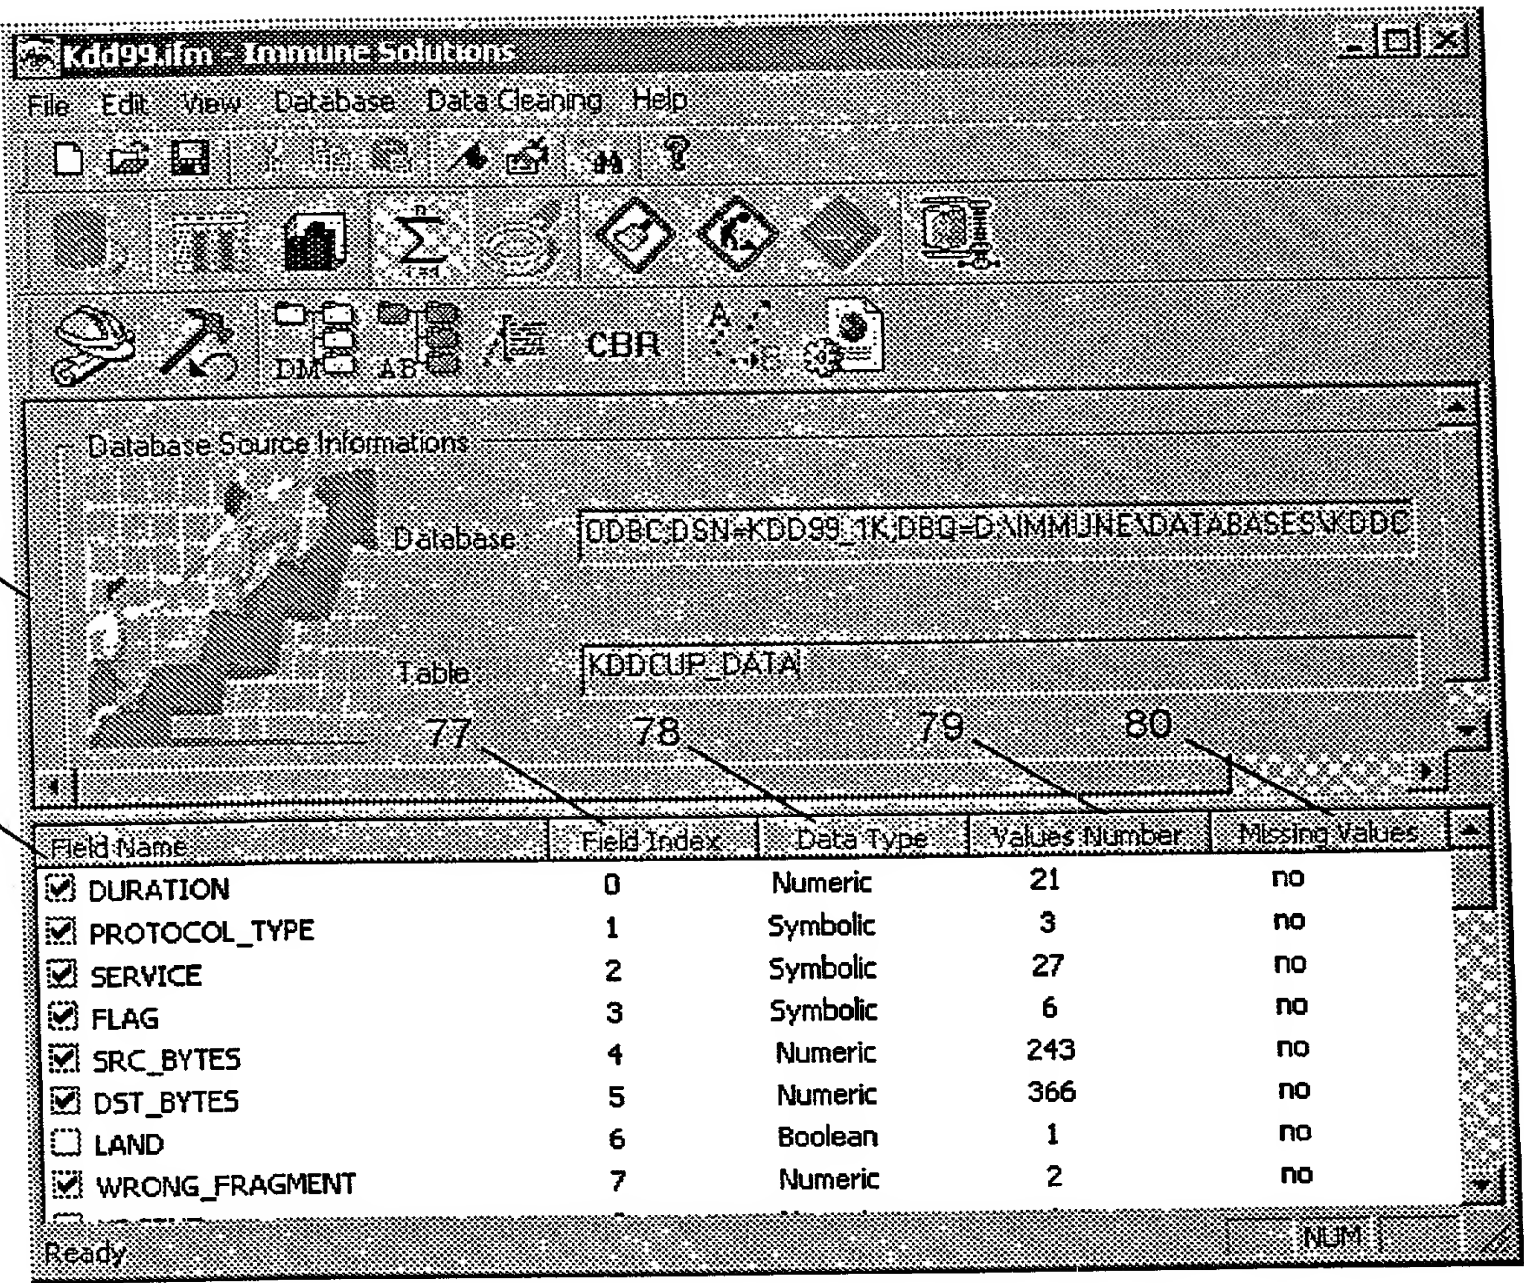 Kdd99.ifm - Immune Solutions
File Edit View Database Data Cleaning Help
n
Σ
i=1
DM AB CBR A B $
Database Source Informations
Database: ODBC;DSN=KDD99_1K;DBQ=D:\IMMUNE\DATABASES\KDDC
Table: KDDCUP_DATA
77 78 79 80
Field Name Field Index Data Type Values Number Missing Values
DURATION 0 Numeric 21 no
PROTOCOL_TYPE 1 Symbolic 3 no
SERVICE 2 Symbolic 27 no
FLAG 3 Symbolic 6 no
SRC_BYTES 4 Numeric 243 no
DST_BYTES 5 Numeric 366 no
LAND 6 Boolean 1 no
WRONG_FRAGMENT 7 Numeric 2 no
Ready NUM